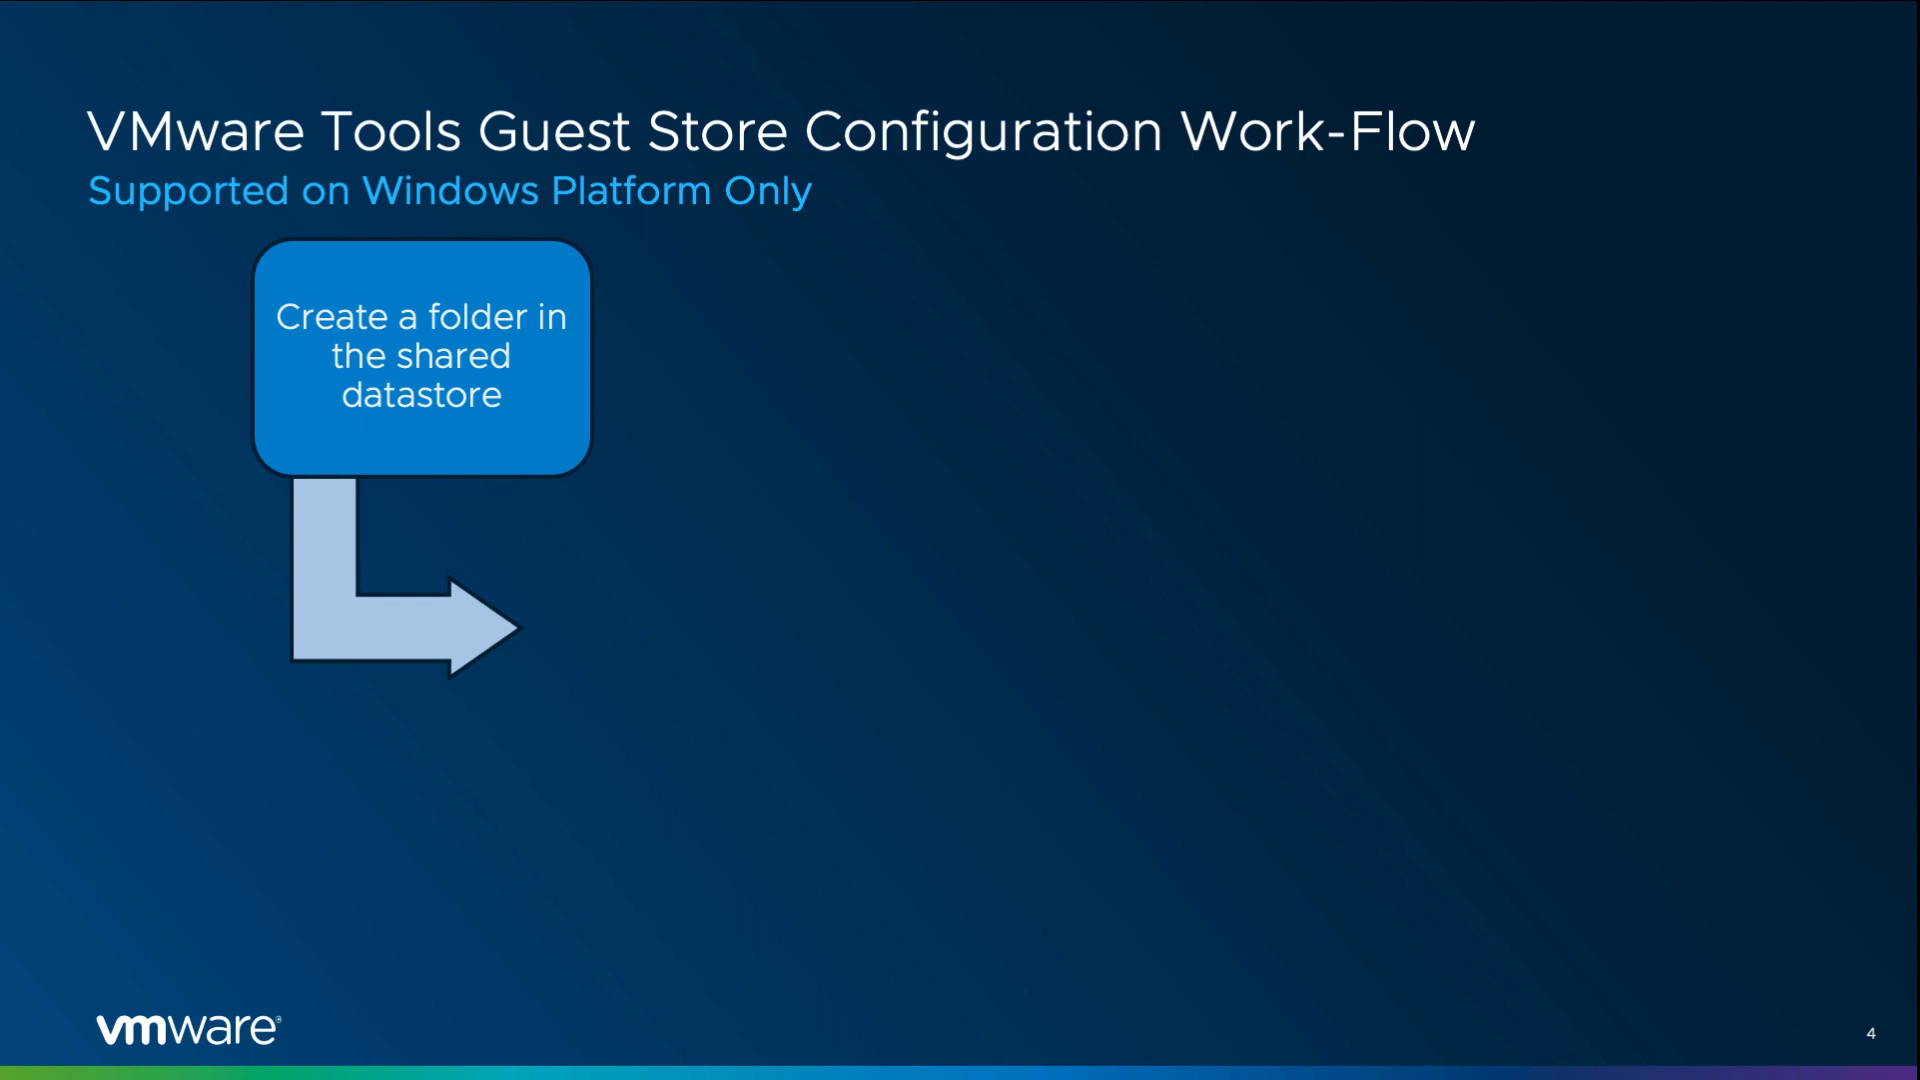 VMware Tools Guest Store Configuration Work-Flow
Supported on Windows Platform Only
Create a folder in
the shared
datastore
vmware®
4